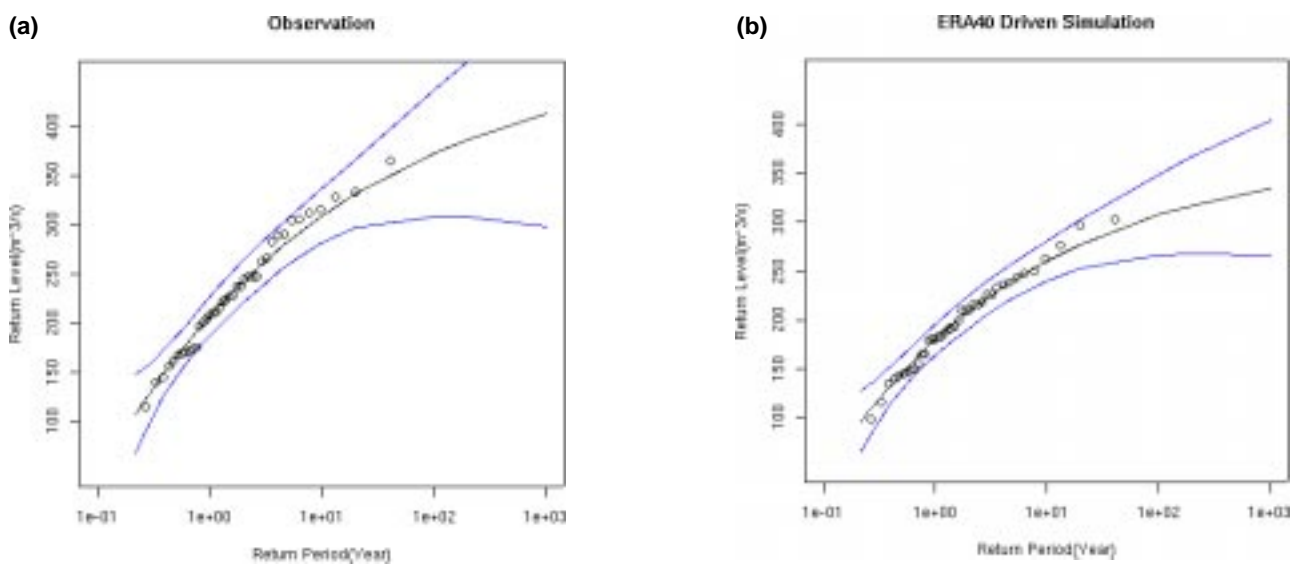 (a)
Observation
Return Level(m^3/s)
400
350
300
250
200
150
100
1e-01
1e+00
1e+01
1e+02
1e+03
Return Period(Year)
(b)
ERA40 Driven Simulation
Return Level(m^3/s)
400
350
300
250
200
150
100
1e-01
1e+00
1e+01
1e+02
1e+03
Return Period(Year)